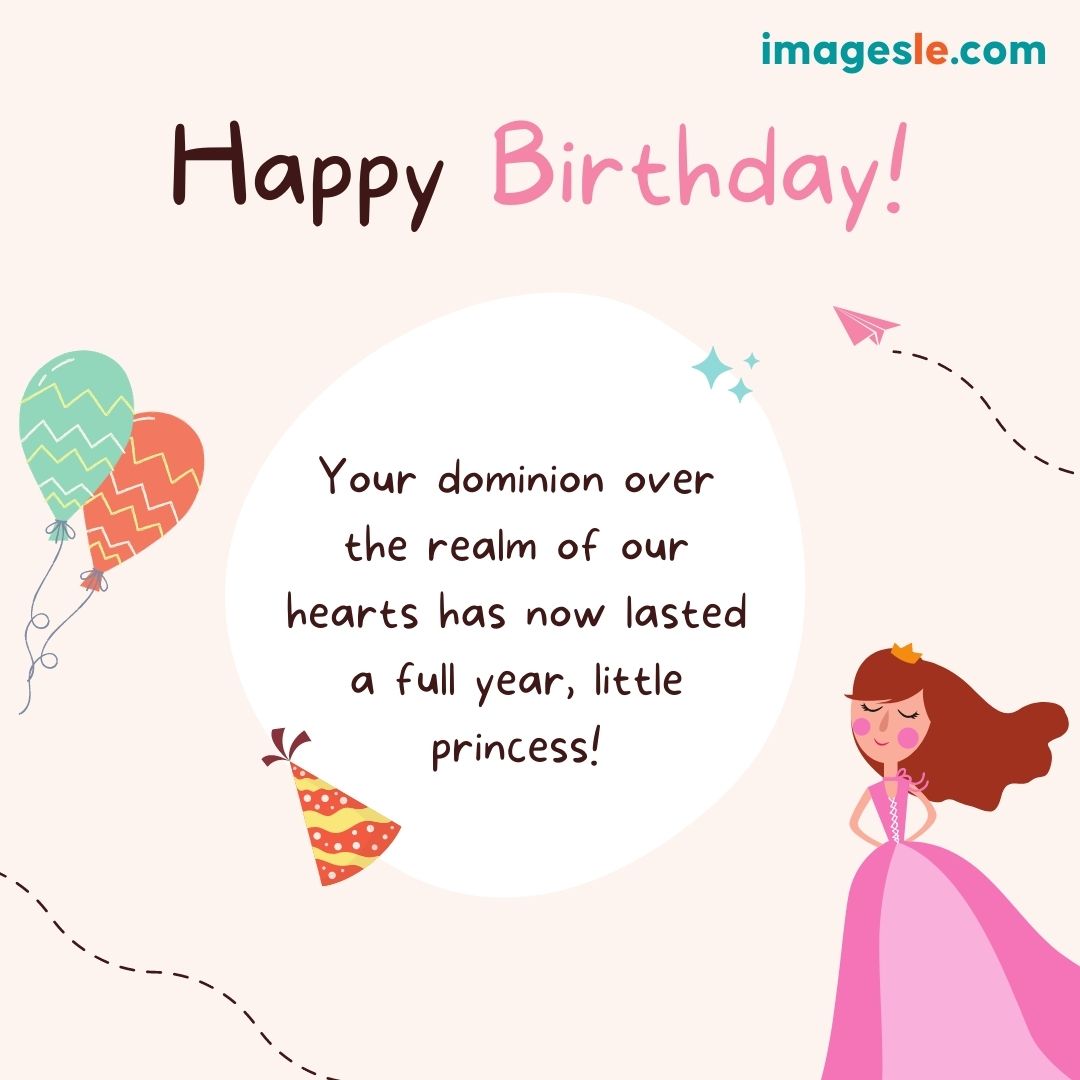 imagesle.com
Happy Birthday!
Your dominion over
the realm of our
hearts has now lasted
a full year, little
princess!